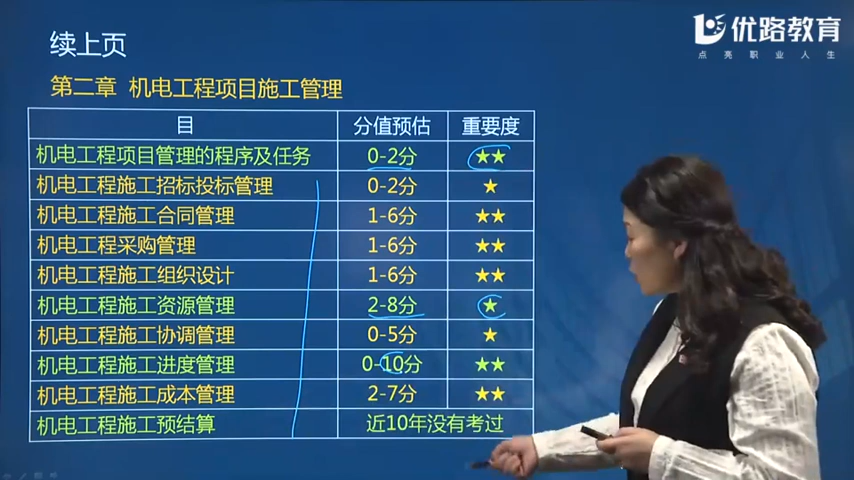 优路教育
点亮职业人生
续上页
第二章 机电工程项目施工管理
目 分值预估 重要度
机电工程项目管理的程序及任务 0-2分 ★★
机电工程施工招标投标管理 0-2分 ★
机电工程施工合同管理 1-6分 ★★
机电工程采购管理 1-6分 ★★
机电工程施工组织设计 1-6分 ★★
机电工程施工资源管理 2-8分 ★
机电工程施工协调管理 0-5分 ★
机电工程施工进度管理 0-10分 ★★
机电工程施工成本管理 2-7分 ★★
机电工程施工预结算 近10年没有考过